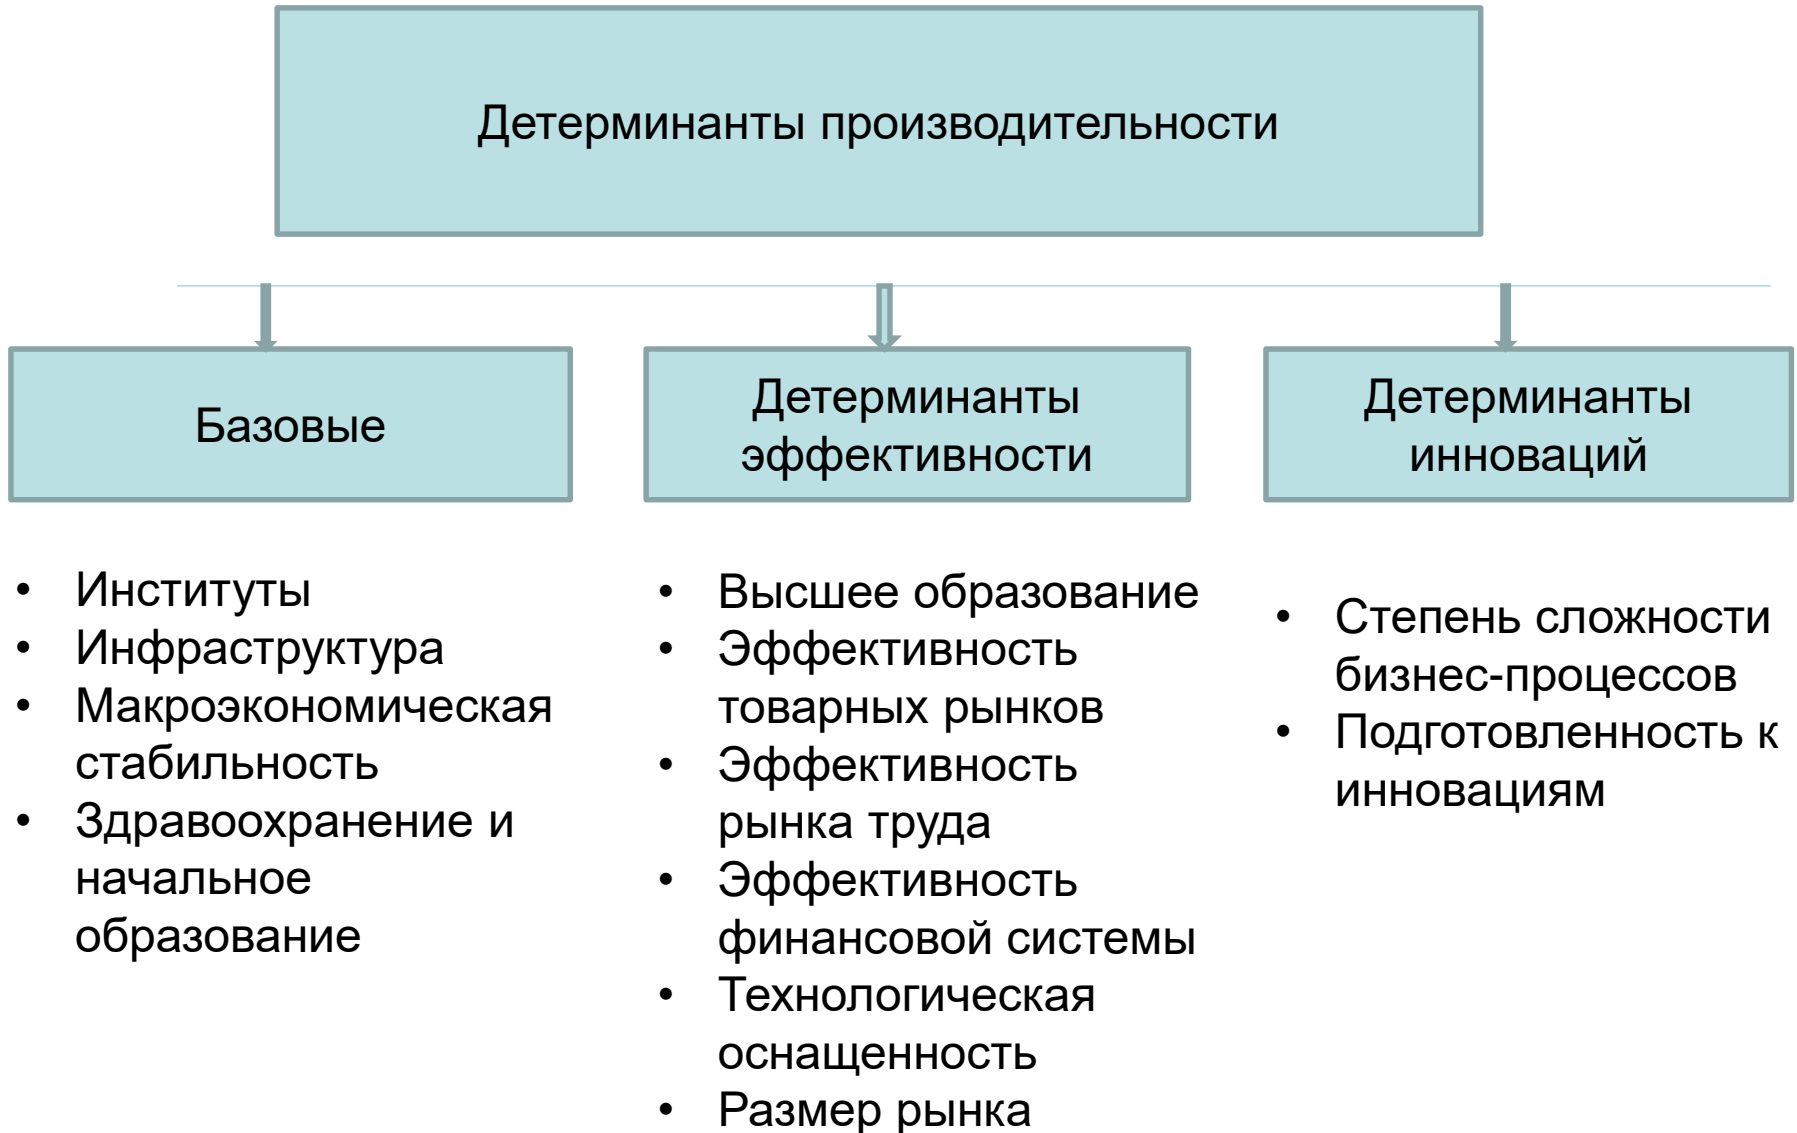 Детерминанты производительности
Базовые
Детерминанты
эффективности
Детерминанты
инноваций
• Институты
• Инфраструктура
• Макроэкономическая
стабильность
• Здравоохранение и
начальное
образование
• Высшее образование
• Эффективность
товарных рынков
• Эффективность
рынка труда
• Эффективность
финансовой системы
• Технологическая
оснащенность
• Размер рынка
• Степень сложности
бизнес-процессов
• Подготовленность к
инновациям